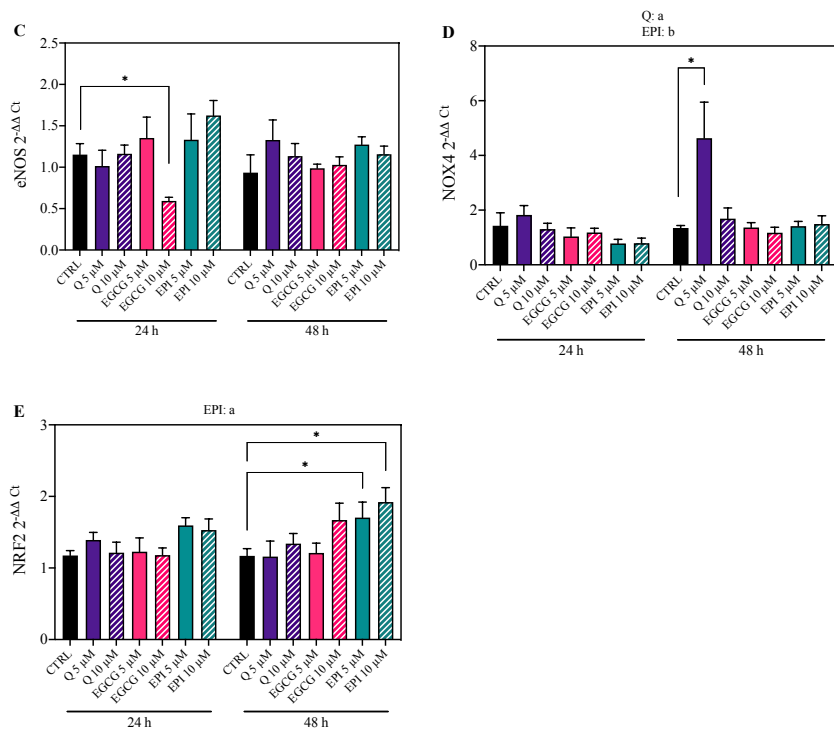 C
eNOS 2-ΔΔ Ct
2.5
2.0
1.5
1.0
0.5
0.0
*
CTRL
Q 5 μM
Q 10 μM
EGCG 5 μM
EGCG 10 μM
EPI 5 μM
EPI 10 μM
CTRL
Q 5 μM
Q 10 μM
EGCG 5 μM
EGCG 10 μM
EPI 5 μM
EPI 10 μM
24 h
48 h
D
Q: a
EPI: b
NOX4 2-ΔΔ Ct
8
6
4
2
0
*
CTRL
Q 5 μM
Q 10 μM
EGCG 5 μM
EGCG 10 μM
EPI 5 μM
EPI 10 μM
CTRL
Q 5 μM
Q 10 μM
EGCG 5 μM
EGCG 10 μM
EPI 5 μM
EPI 10 μM
24 h
48 h
E
EPI: a
NRF2 2-ΔΔ Ct
3
2
1
0
*
*
CTRL
Q 5 μM
Q 10 μM
EGCG 5 μM
EGCG 10 μM
EPI 5 μM
EPI 10 μM
CTRL
Q 5 μM
Q 10 μM
EGCG 5 μM
EGCG 10 μM
EPI 5 μM
EPI 10 μM
24 h
48 h